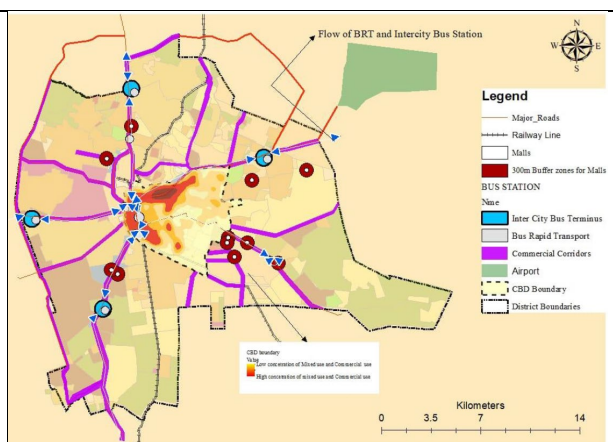 Flow of BRT and Intercity Bus Station
N
W
E
S
Legend
Major_Roads
Railway Line
Malls
300m Buffer zones for Malls
BUS STATION
Nme
Inter City Bus Terminus
Bus Rapid Transport
Commercial Corridors
Airport
CBD Boundary
District Boundaries
CBD boundary
Value
Low concetration of Mixed use and Commercial use
High concetration of mixed use and Commercial use
Kilometers
0 3.5 7 14